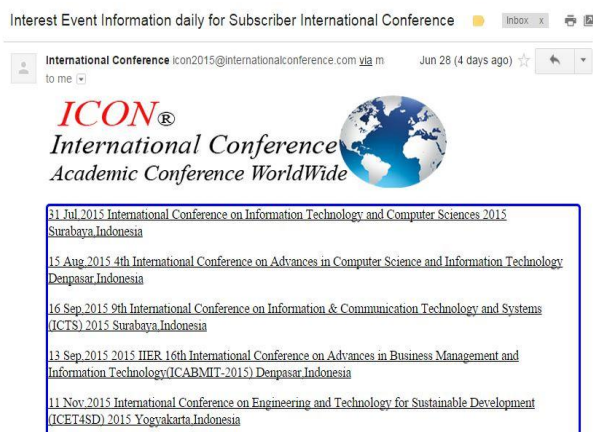 Interest Event Information daily for Subscriber International Conference
Inbox x
International Conference icon2015@internationalconference.com via m
Jun 28 (4 days ago)
to me
ICON®
International Conference
Academic Conference WorldWide
31 Jul,2015 International Conference on Information Technology and Computer Sciences 2015
Surabaya,Indonesia
15 Aug,2015 4th International Conference on Advances in Computer Science and Information Technology
Denpasar,Indonesia
16 Sep,2015 9th International Conference on Information & Communication Technology and Systems
(ICTS) 2015 Surabaya,Indonesia
13 Sep,2015 2015 IIER 16th International Conference on Advances in Business Management and
Information Technology(ICABMIT-2015) Denpasar,Indonesia
11 Nov,2015 International Conference on Engineering and Technology for Sustainable Development
(ICET4SD) 2015 Yogyakarta,Indonesia